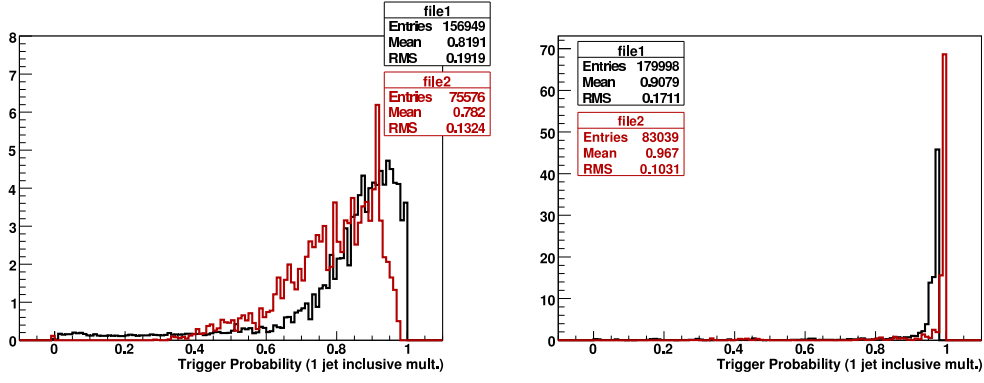 file1
Entries 156949
Mean 0.8191
RMS 0.1919
file2
Entries 75576
Mean 0.782
RMS 0.1324
8
7
6
5
4
3
2
1
0
0 0.2 0.4 0.6 0.8 1
Trigger Probability (1 jet inclusive mult.)
file1
Entries 179998
Mean 0.9079
RMS 0.1711
file2
Entries 83039
Mean 0.967
RMS 0.1031
70
60
50
40
30
20
10
0
0 0.2 0.4 0.6 0.8 1
Trigger Probability (1 jet inclusive mult.)